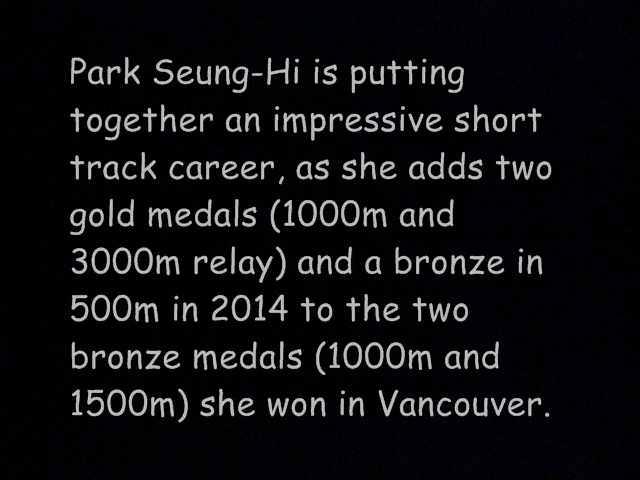 Park Seung-Hi is putting
together an impressive short
track career, as she adds two
gold medals (1000m and
3000m relay) and a bronze in
500m in 2014 to the two
bronze medals (1000m and
1500m) she won in Vancouver.